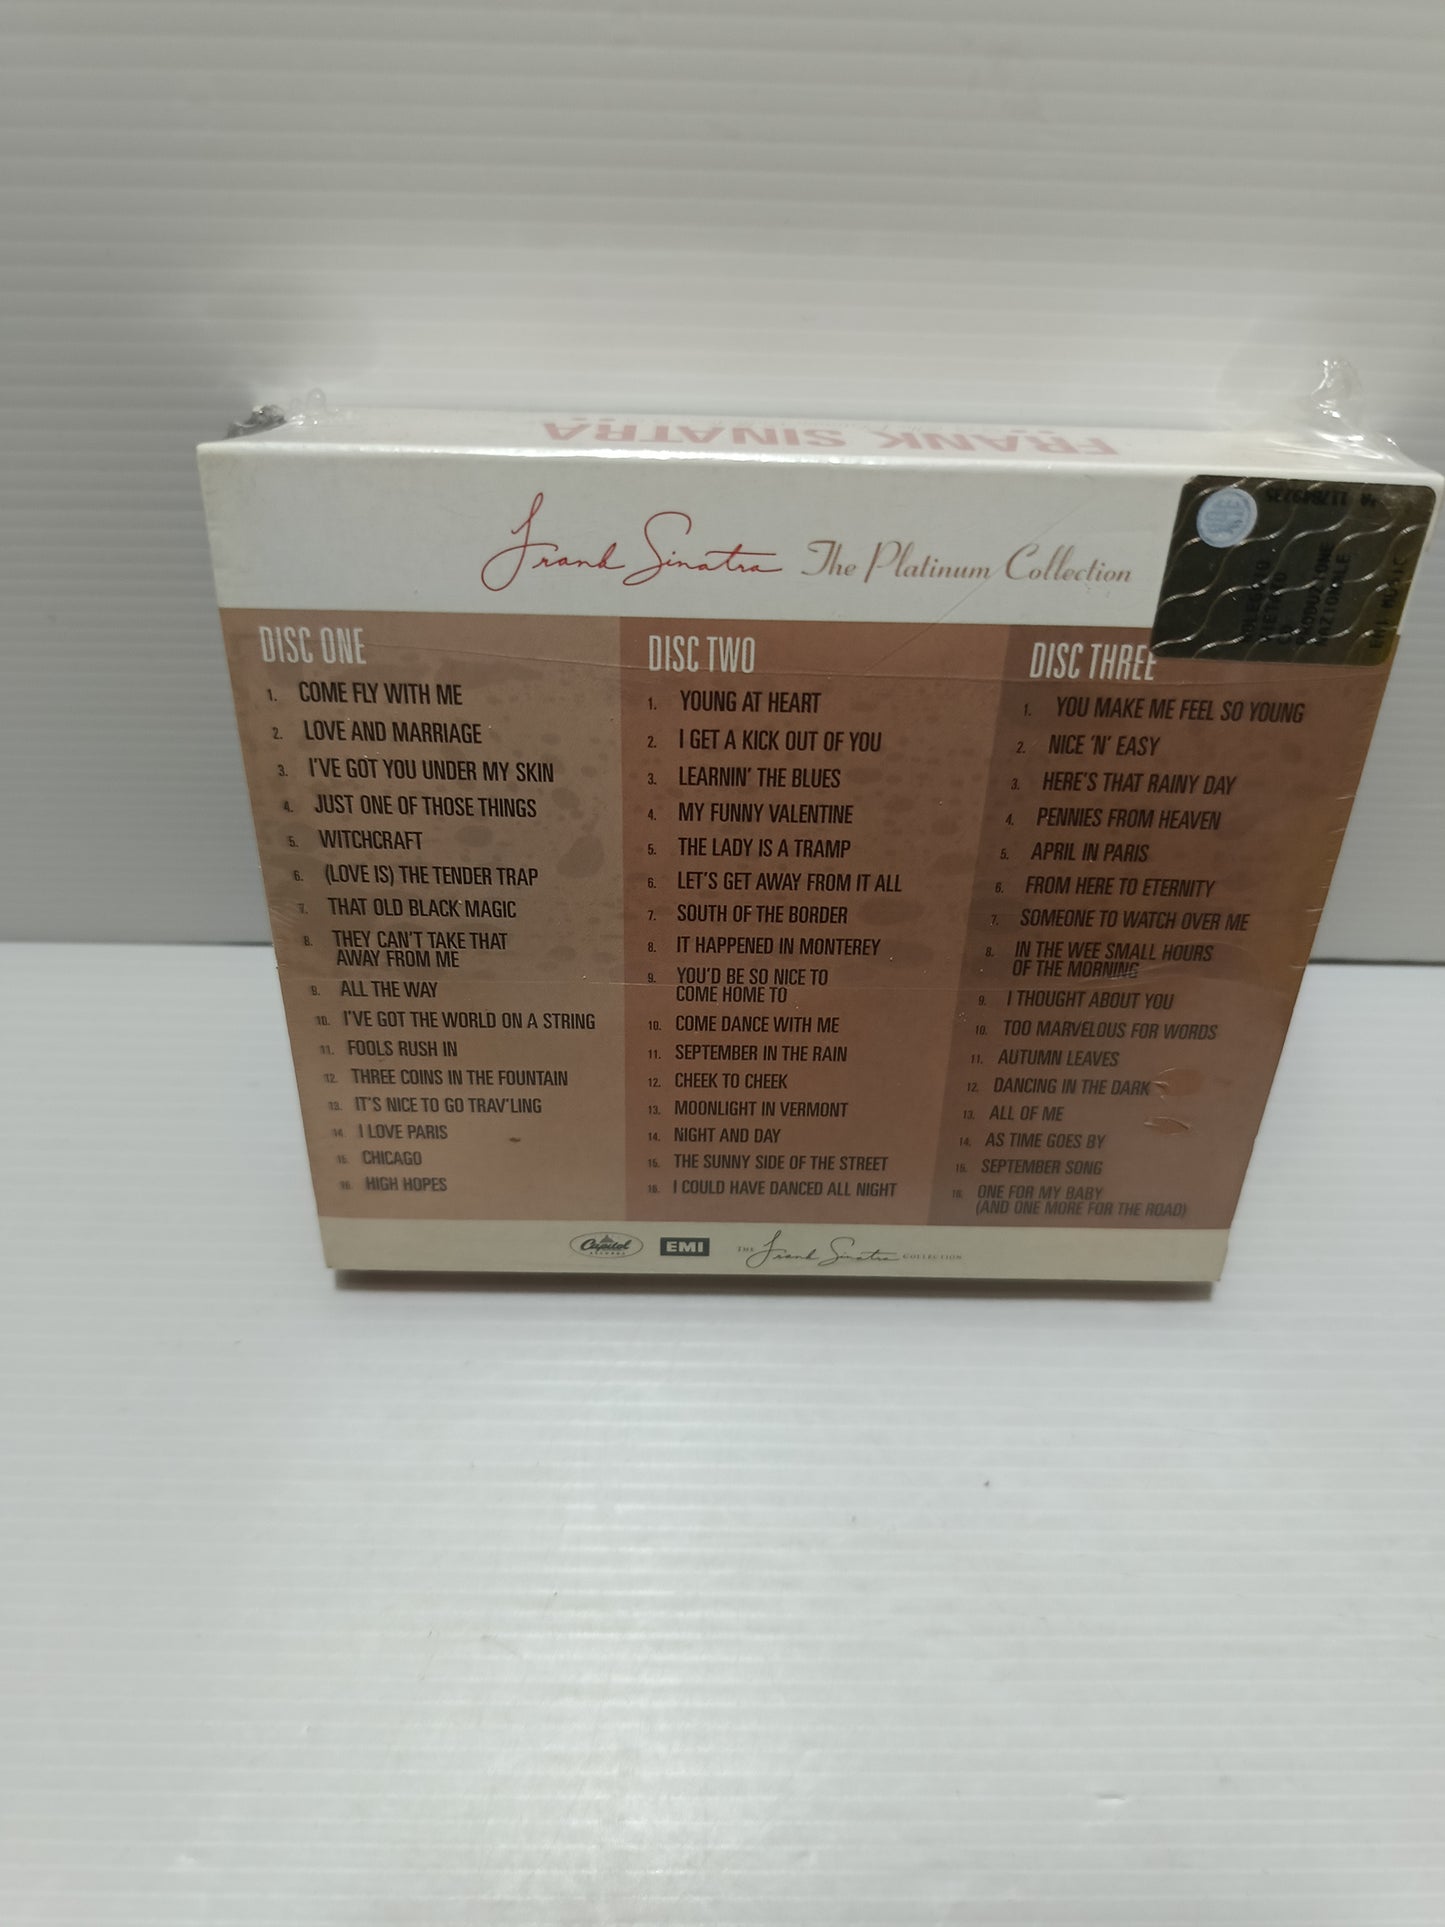 FRANK SINATRA
Frank Sinatra The Platinum Collection
DISC ONE
1. COME FLY WITH ME
2. LOVE AND MARRIAGE
3. I'VE GOT YOU UNDER MY SKIN
4. JUST ONE OF THOSE THINGS
5. WITCHCRAFT
6. (LOVE IS) THE TENDER TRAP
7. THAT OLD BLACK MAGIC
8. THEY CAN'T TAKE THAT
AWAY FROM ME
9. ALL THE WAY
10. I'VE GOT THE WORLD ON A STRING
11. FOOLS RUSH IN
12. THREE COINS IN THE FOUNTAIN
13. IT'S NICE TO GO TRAV'LING
14. I LOVE PARIS
15. CHICAGO
16. HIGH HOPES
DISC TWO
1. YOUNG AT HEART
2. I GET A KICK OUT OF YOU
3. LEARNIN' THE BLUES
4. MY FUNNY VALENTINE
5. THE LADY IS A TRAMP
6. LET'S GET AWAY FROM IT ALL
7. SOUTH OF THE BORDER
8. IT HAPPENED IN MONTEREY
9. YOU'D BE SO NICE TO
COME HOME TO
10. COME DANCE WITH ME
11. SEPTEMBER IN THE RAIN
12. CHEEK TO CHEEK
13. MOONLIGHT IN VERMONT
14. NIGHT AND DAY
15. THE SUNNY SIDE OF THE STREET
16. I COULD HAVE DANCED ALL NIGHT
DISC THREE
1. YOU MAKE ME FEEL SO YOUNG
2. NICE 'N' EASY
3. HERE'S THAT RAINY DAY
4. PENNIES FROM HEAVEN
5. APRIL IN PARIS
6. FROM HERE TO ETERNITY
7. SOMEONE TO WATCH OVER ME
8. IN THE WEE SMALL HOURS
OF THE MORNING
9. I THOUGHT ABOUT YOU
10. TOO MARVELOUS FOR WORDS
11. AUTUMN LEAVES
12. DANCING IN THE DARK
13. ALL OF ME
14. AS TIME GOES BY
15. SEPTEMBER SONG
16. ONE FOR MY BABY
(AND ONE MORE FOR THE ROAD)
NOLEGGIO
VIETATO
EX
PRODUZIONE
NAZIONALE
EMI MUSIC
Capitol
RECORDS
EMI
THE Frank Sinatra COLLECTION